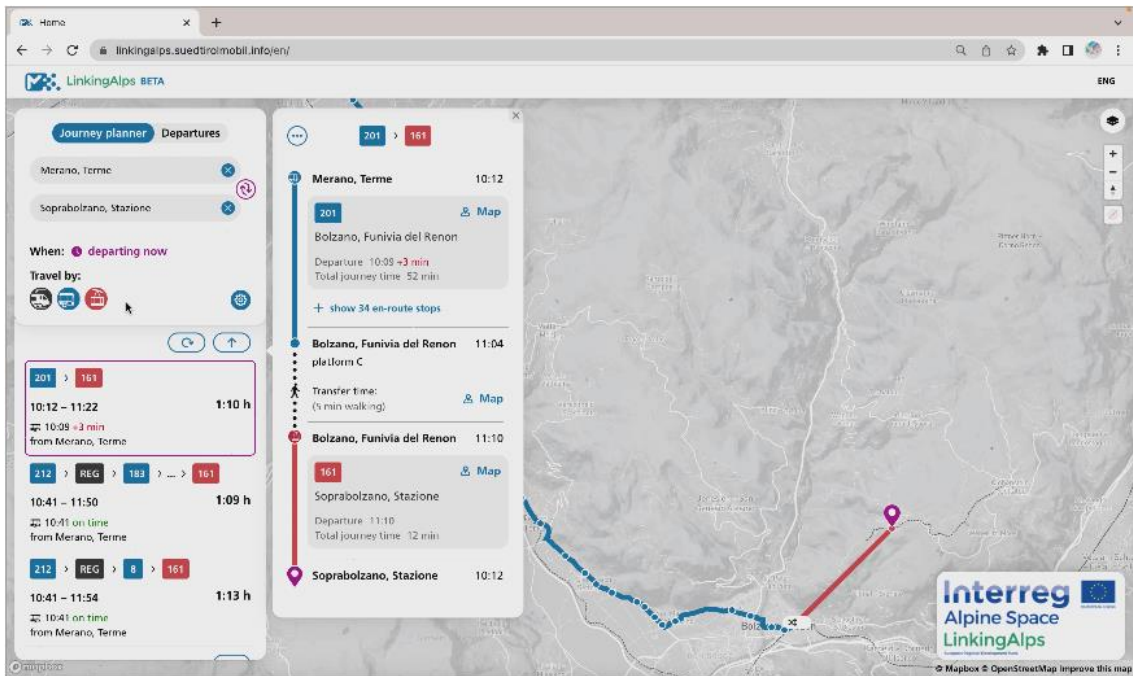 Home
linkingalps.suedtirolmobil.info/en/
LinkingAlps BETA
ENG
Journey planner Departures
Merano, Terme
Soprabolzano, Stazione
When: departing now
Travel by:
201 > 161
10:12 – 11:22 1:10 h
10:09 +3 min
from Merano, Terme
212 > REG > 183 > ... > 161
10:41 – 11:50 1:09 h
10:41 on time
from Merano, Terme
212 > REG > 8 > 161
10:41 – 11:54 1:13 h
10:41 on time
from Merano, Terme
mapbox
201 > 161
Merano, Terme 10:12
201 Map
Bolzano, Funivia del Renon
Departure 10:09 +3 min
Total journey time 52 min
+ show 34 en-route stops
Bolzano, Funivia del Renon 11:04
platform C
Transfer time:
(5 min walking) Map
Bolzano, Funivia del Renon 11:10
161 Map
Soprabolzano, Stazione
Departure 11:10
Total journey time 12 min
Soprabolzano, Stazione 10:12
Interreg
Alpine Space
LinkingAlps
© Mapbox © OpenStreetMap Improve this map